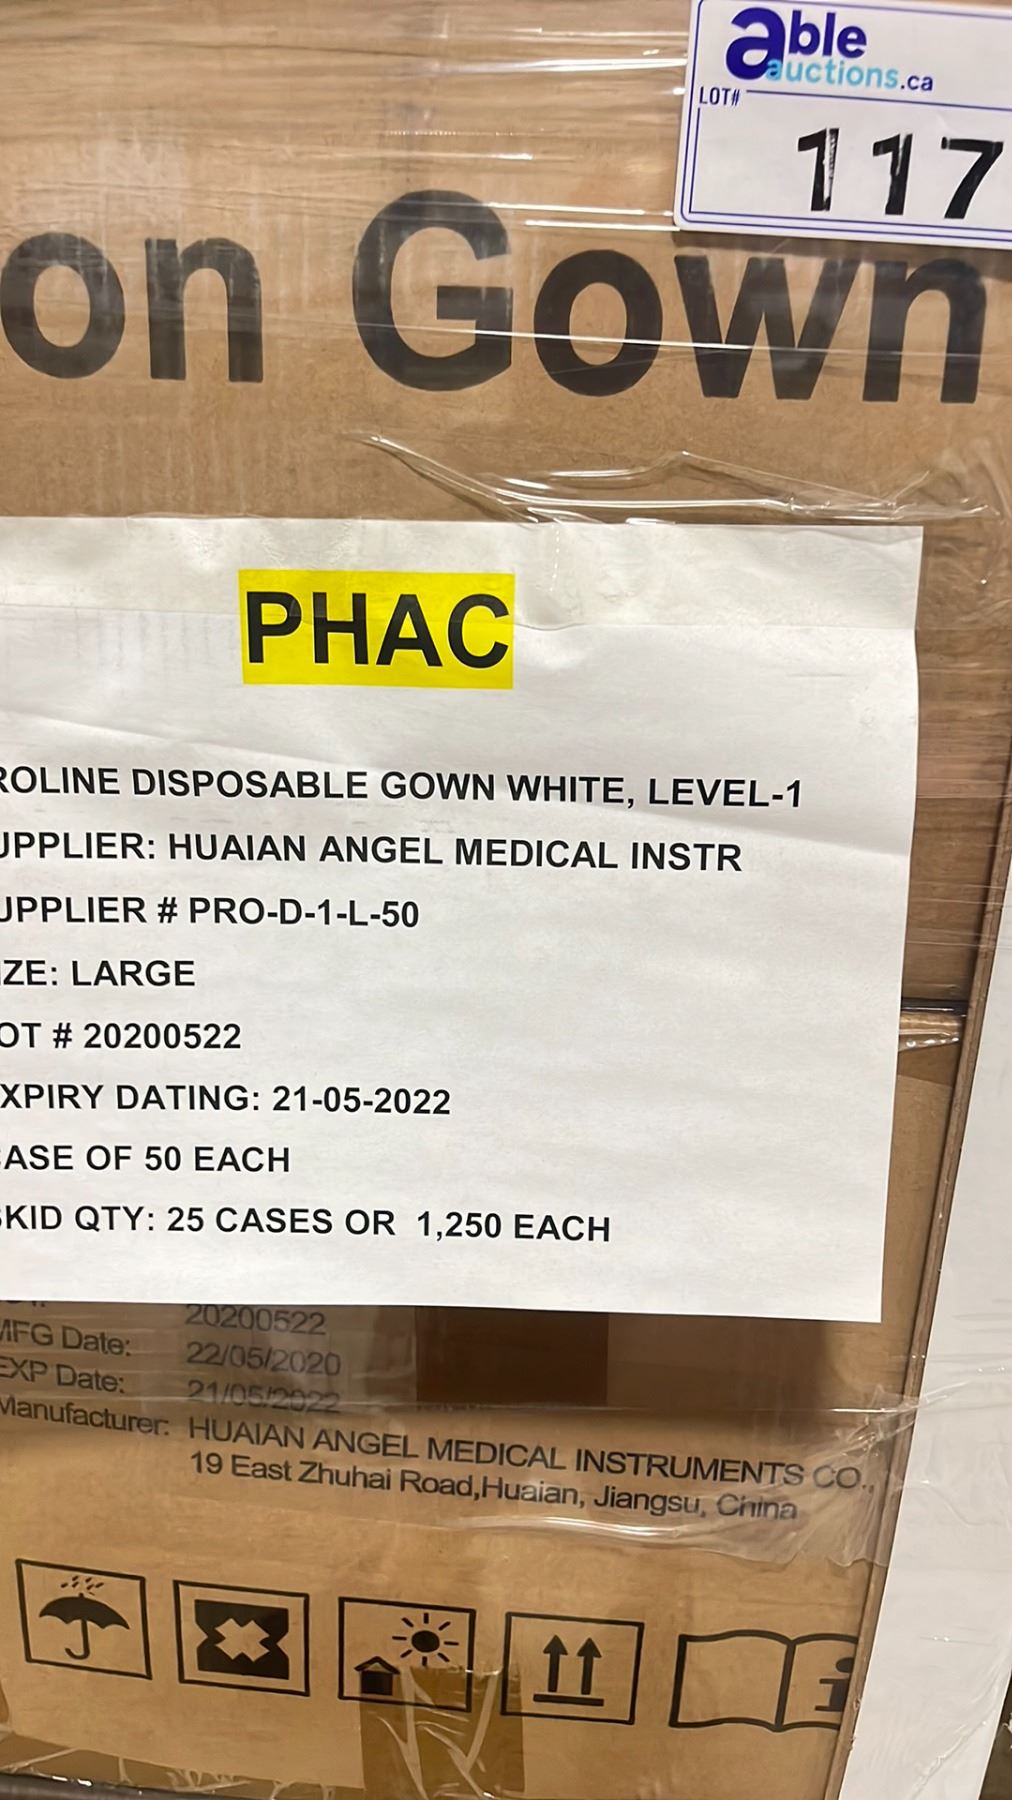 able
auctions.ca
LOT#
117
on Gown
PHAC
ROLINE DISPOSABLE GOWN WHITE, LEVEL-1
UPPLIER: HUAIAN ANGEL MEDICAL INSTR
UPPLIER # PRO-D-1-L-50
IZE: LARGE
OT # 20200522
XPIRY DATING: 21-05-2022
ASE OF 50 EACH
SKID QTY: 25 CASES OR 1,250 EACH
20200522
MFG Date: 22/05/2020
EXP Date: 21/05/2022
Manufacturer: HUAIAN ANGEL MEDICAL INSTRUMENTS CO.,
19 East Zhuhai Road,Huaian, Jiangsu, China